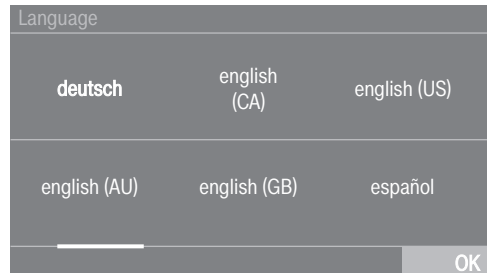 Language
deutsch
english
(CA)
english (US)
english (AU)
english (GB)
español
OK